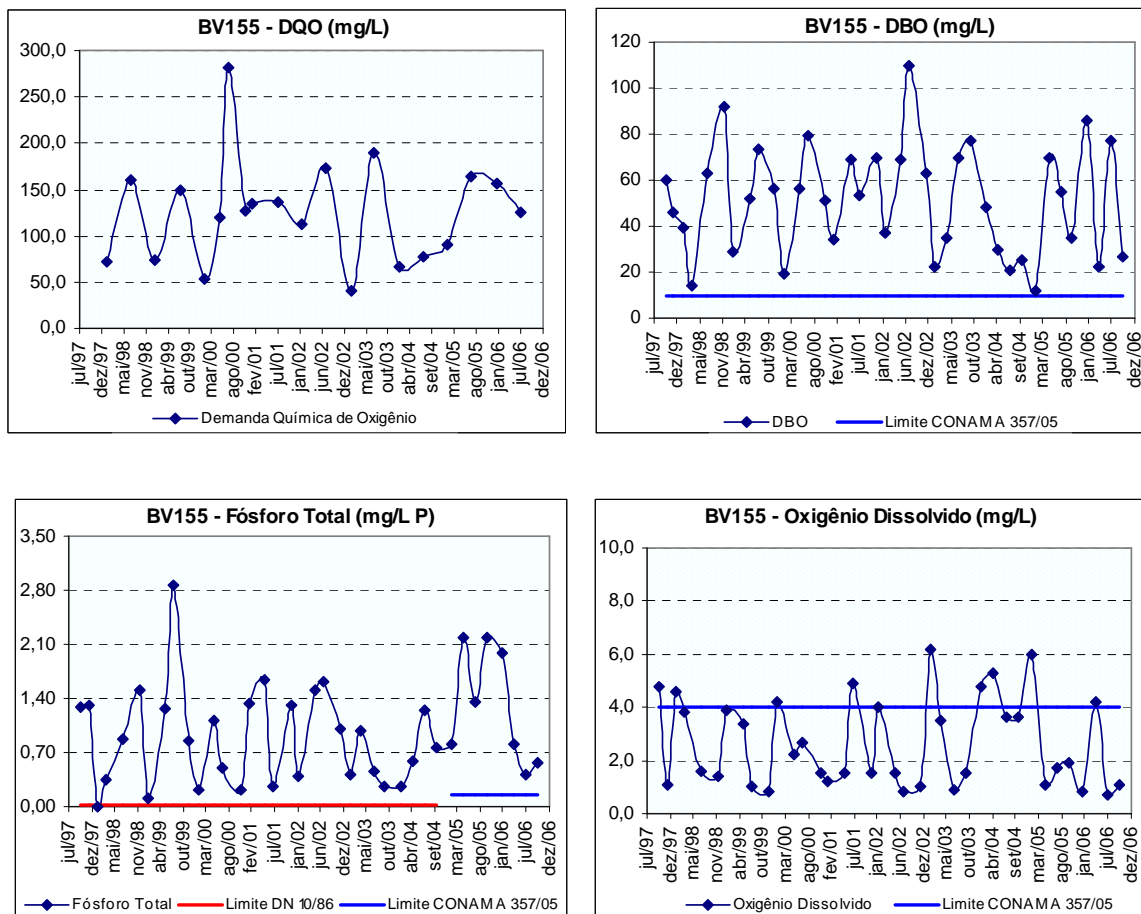 BV155 - DQO (mg/L)
300,0
250,0
200,0
150,0
100,0
50,0
0,0
jul/97 dez/97 mai/98 nov/98 abr/99 out/99 mar/00 ago/00 fev/01 jul/01 jan/02 jun/02 dez/02 mai/03 out/03 abr/04 set/04 mar/05 ago/05 jan/06 jul/06 dez/06
Demanda Química de Oxigênio
BV155 - DBO (mg/L)
120
100
80
60
40
20
0
jul/97 dez/97 mai/98 nov/98 abr/99 out/99 mar/00 ago/00 fev/01 jul/01 jan/02 jun/02 dez/02 mai/03 out/03 abr/04 set/04 mar/05 ago/05 jan/06 jul/06 dez/06
DBO Limite CONAMA 357/05
BV155 - Fósforo Total (mg/L P)
3,50
2,80
2,10
1,40
0,70
0,00
jul/97 dez/97 mai/98 nov/98 abr/99 out/99 mar/00 ago/00 fev/01 jul/01 jan/02 jun/02 dez/02 mai/03 out/03 abr/04 set/04 mar/05 ago/05 jan/06 jul/06 dez/06
Fósforo Total Limite DN 10/86 Limite CONAMA 357/05
BV155 - Oxigênio Dissolvido (mg/L)
10,0
8,0
6,0
4,0
2,0
0,0
jul/97 dez/97 mai/98 nov/98 abr/99 out/99 mar/00 ago/00 fev/01 jul/01 jan/02 jun/02 dez/02 mai/03 out/03 abr/04 set/04 mar/05 ago/05 jan/06 jul/06 dez/06
Oxigênio Dissolvido Limite CONAMA 357/05